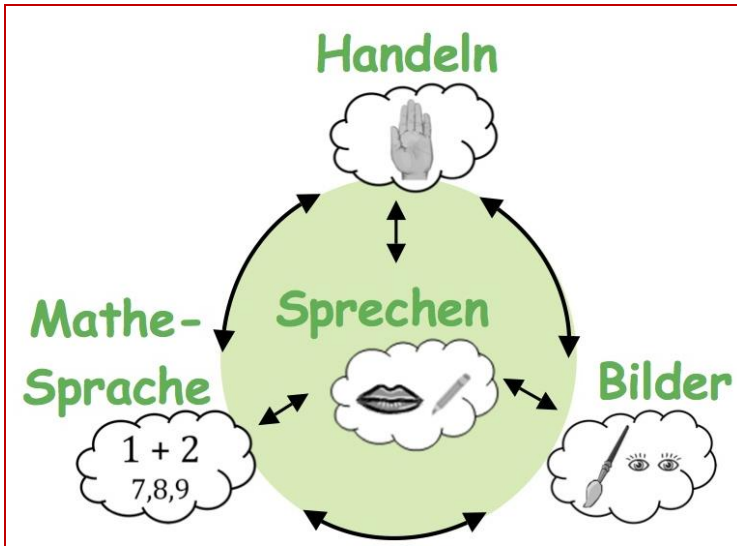 Handeln
Sprechen
Mathe-
Sprache
Bilder
1 + 2
7,8,9